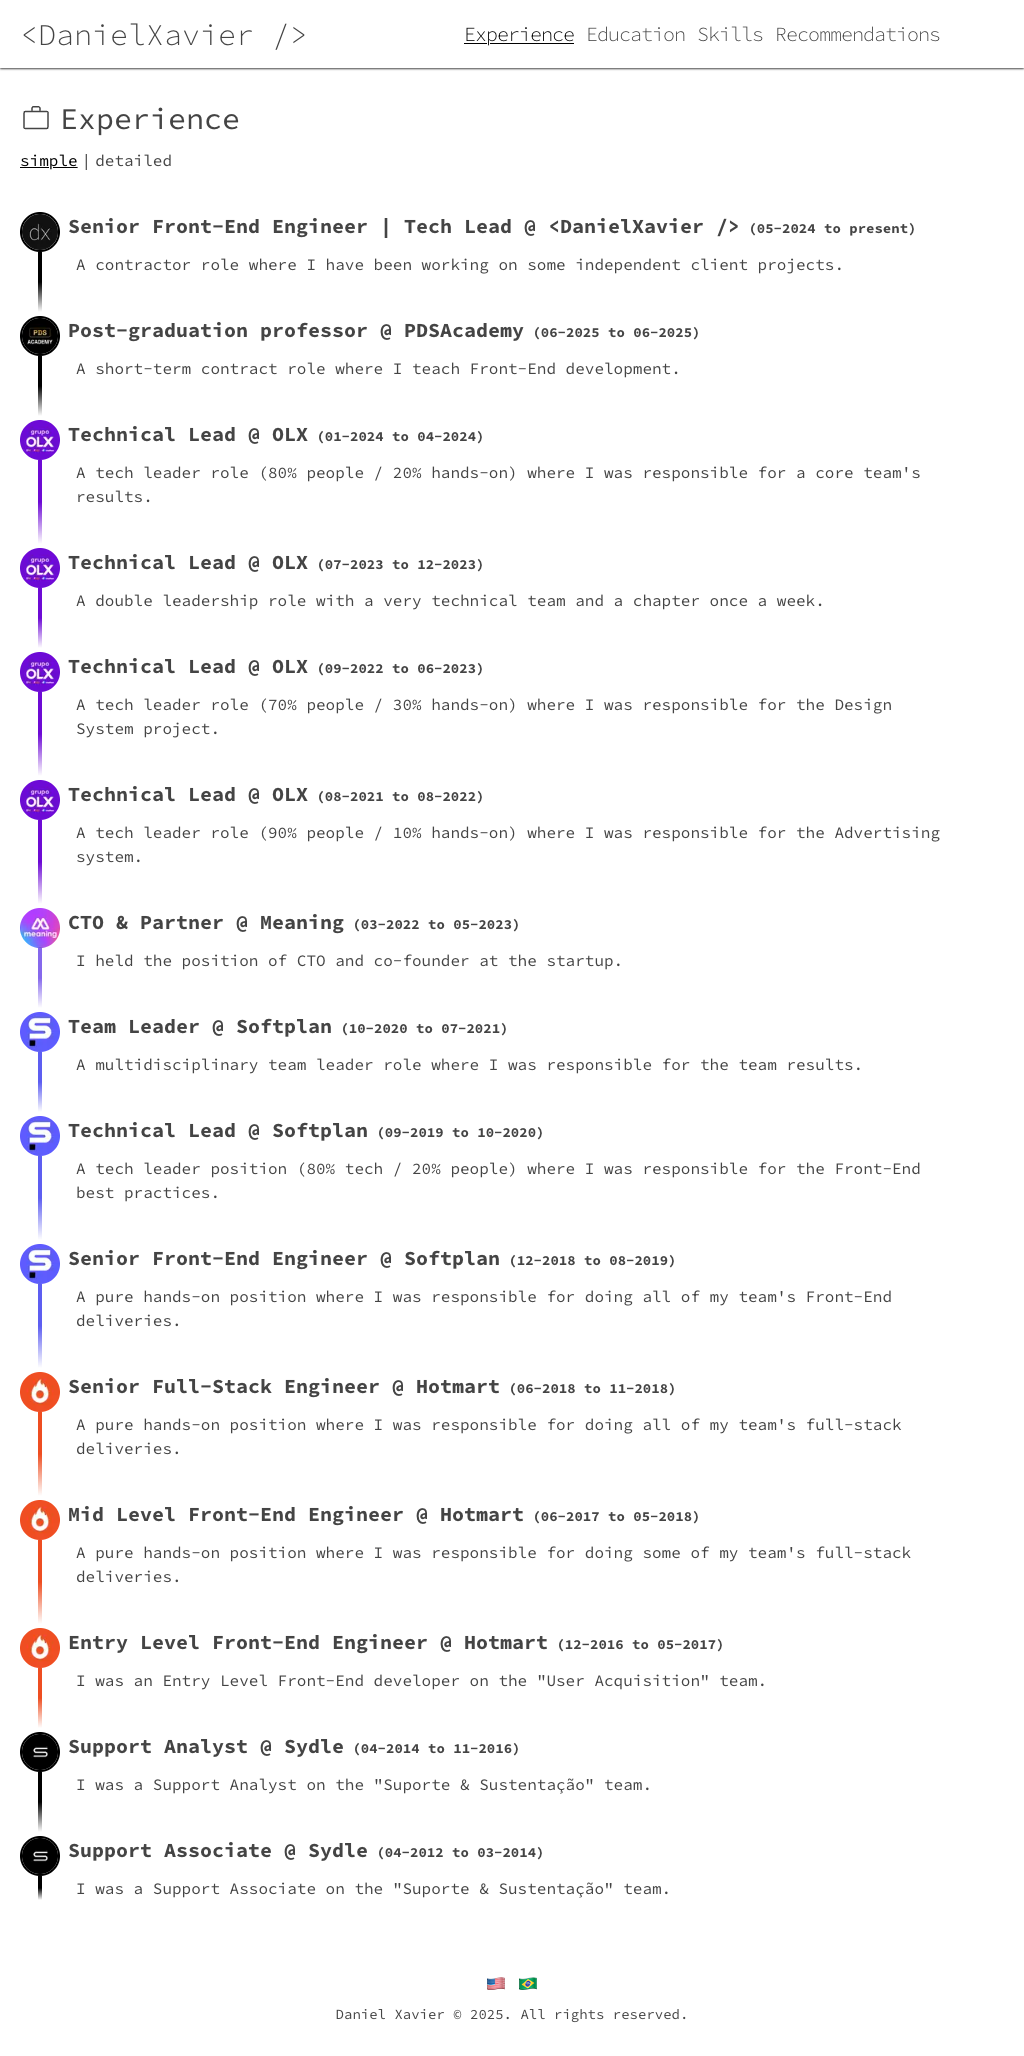 <DanielXavier />
Experience Education Skills Recommendations
Experience
simple | detailed
dx
Senior Front-End Engineer | Tech Lead @ <DanielXavier /> (05-2024 to present)
A contractor role where I have been working on some independent client projects.
PDS
ACADEMY
Post-graduation professor @ PDSAcademy (06-2025 to 06-2025)
A short-term contract role where I teach Front-End development.
grupo
OLX
Technical Lead @ OLX (01-2024 to 04-2024)
A tech leader role (80% people / 20% hands-on) where I was responsible for a core team's
results.
grupo
OLX
Technical Lead @ OLX (07-2023 to 12-2023)
A double leadership role with a very technical team and a chapter once a week.
grupo
OLX
Technical Lead @ OLX (09-2022 to 06-2023)
A tech leader role (70% people / 30% hands-on) where I was responsible for the Design
System project.
grupo
OLX
Technical Lead @ OLX (08-2021 to 08-2022)
A tech leader role (90% people / 10% hands-on) where I was responsible for the Advertising
system.
meaning
CTO & Partner @ Meaning (03-2022 to 05-2023)
I held the position of CTO and co-founder at the startup.
Team Leader @ Softplan (10-2020 to 07-2021)
A multidisciplinary team leader role where I was responsible for the team results.
Technical Lead @ Softplan (09-2019 to 10-2020)
A tech leader position (80% tech / 20% people) where I was responsible for the Front-End
best practices.
Senior Front-End Engineer @ Softplan (12-2018 to 08-2019)
A pure hands-on position where I was responsible for doing all of my team's Front-End
deliveries.
Senior Full-Stack Engineer @ Hotmart (06-2018 to 11-2018)
A pure hands-on position where I was responsible for doing all of my team's full-stack
deliveries.
Mid Level Front-End Engineer @ Hotmart (06-2017 to 05-2018)
A pure hands-on position where I was responsible for doing some of my team's full-stack
deliveries.
Entry Level Front-End Engineer @ Hotmart (12-2016 to 05-2017)
I was an Entry Level Front-End developer on the "User Acquisition" team.
Support Analyst @ Sydle (04-2014 to 11-2016)
I was a Support Analyst on the "Suporte & Sustentação" team.
Support Associate @ Sydle (04-2012 to 03-2014)
I was a Support Associate on the "Suporte & Sustentação" team.
Daniel Xavier © 2025. All rights reserved.